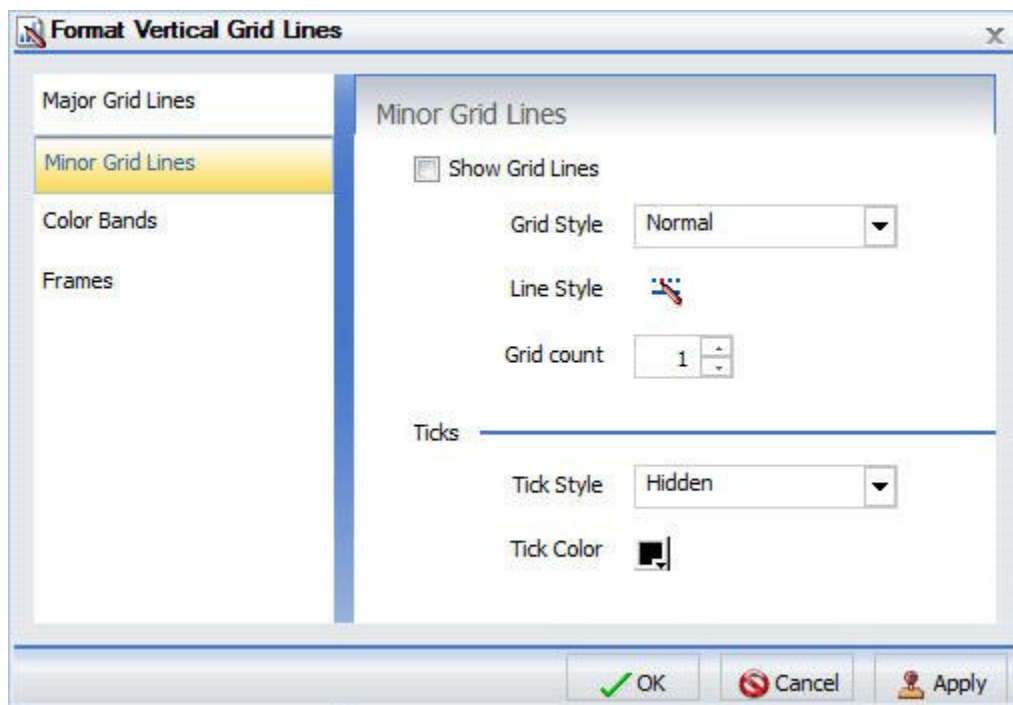 Format Vertical Grid Lines
x
Major Grid Lines
Minor Grid Lines
Color Bands
Frames
Minor Grid Lines
Show Grid Lines
Grid Style Normal
Line Style
Grid count 1
Ticks
Tick Style Hidden
Tick Color
OK Cancel Apply